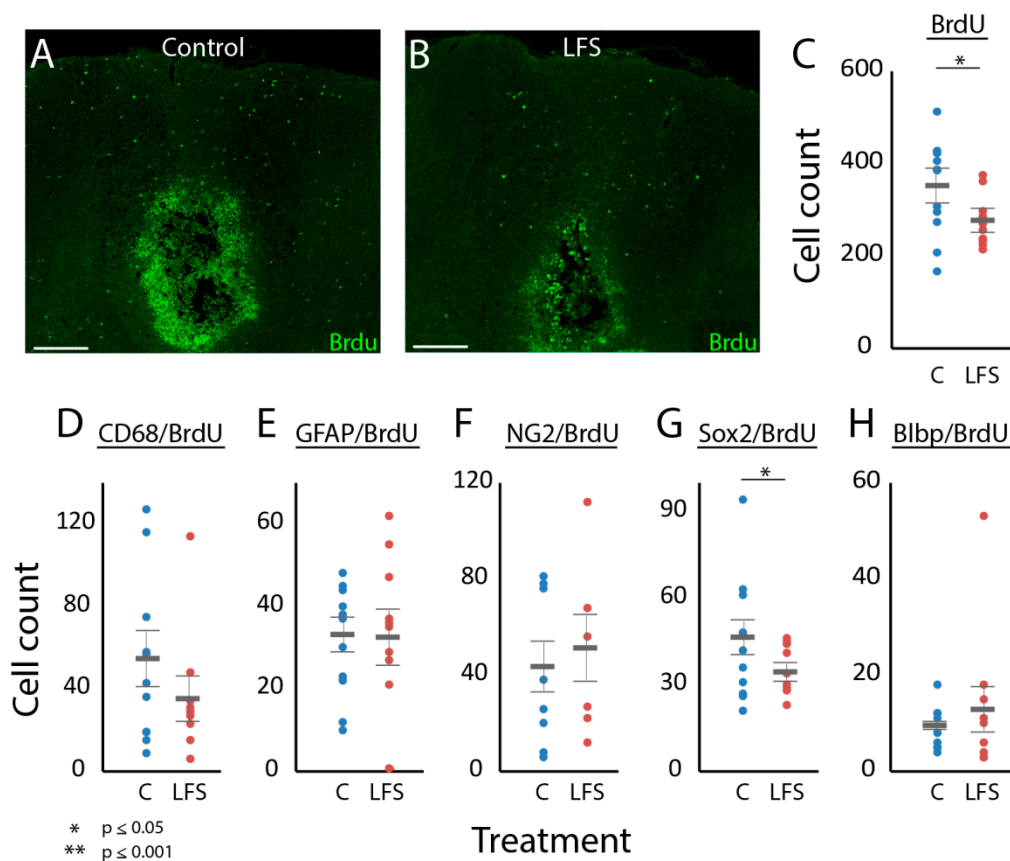 A Control
Brdu
B LFS
Brdu
C BrdU
*
600
400
200
0
Cell count
C LFS
D CD68/BrdU
120
80
40
0
Cell count
C LFS
E GFAP/BrdU
60
40
20
0
C LFS
F NG2/BrdU
120
80
40
0
C LFS
G Sox2/BrdU
*
90
60
30
0
C LFS
H Blbp/BrdU
60
40
20
0
C LFS
Treatment
* p ≤ 0.05
** p ≤ 0.001